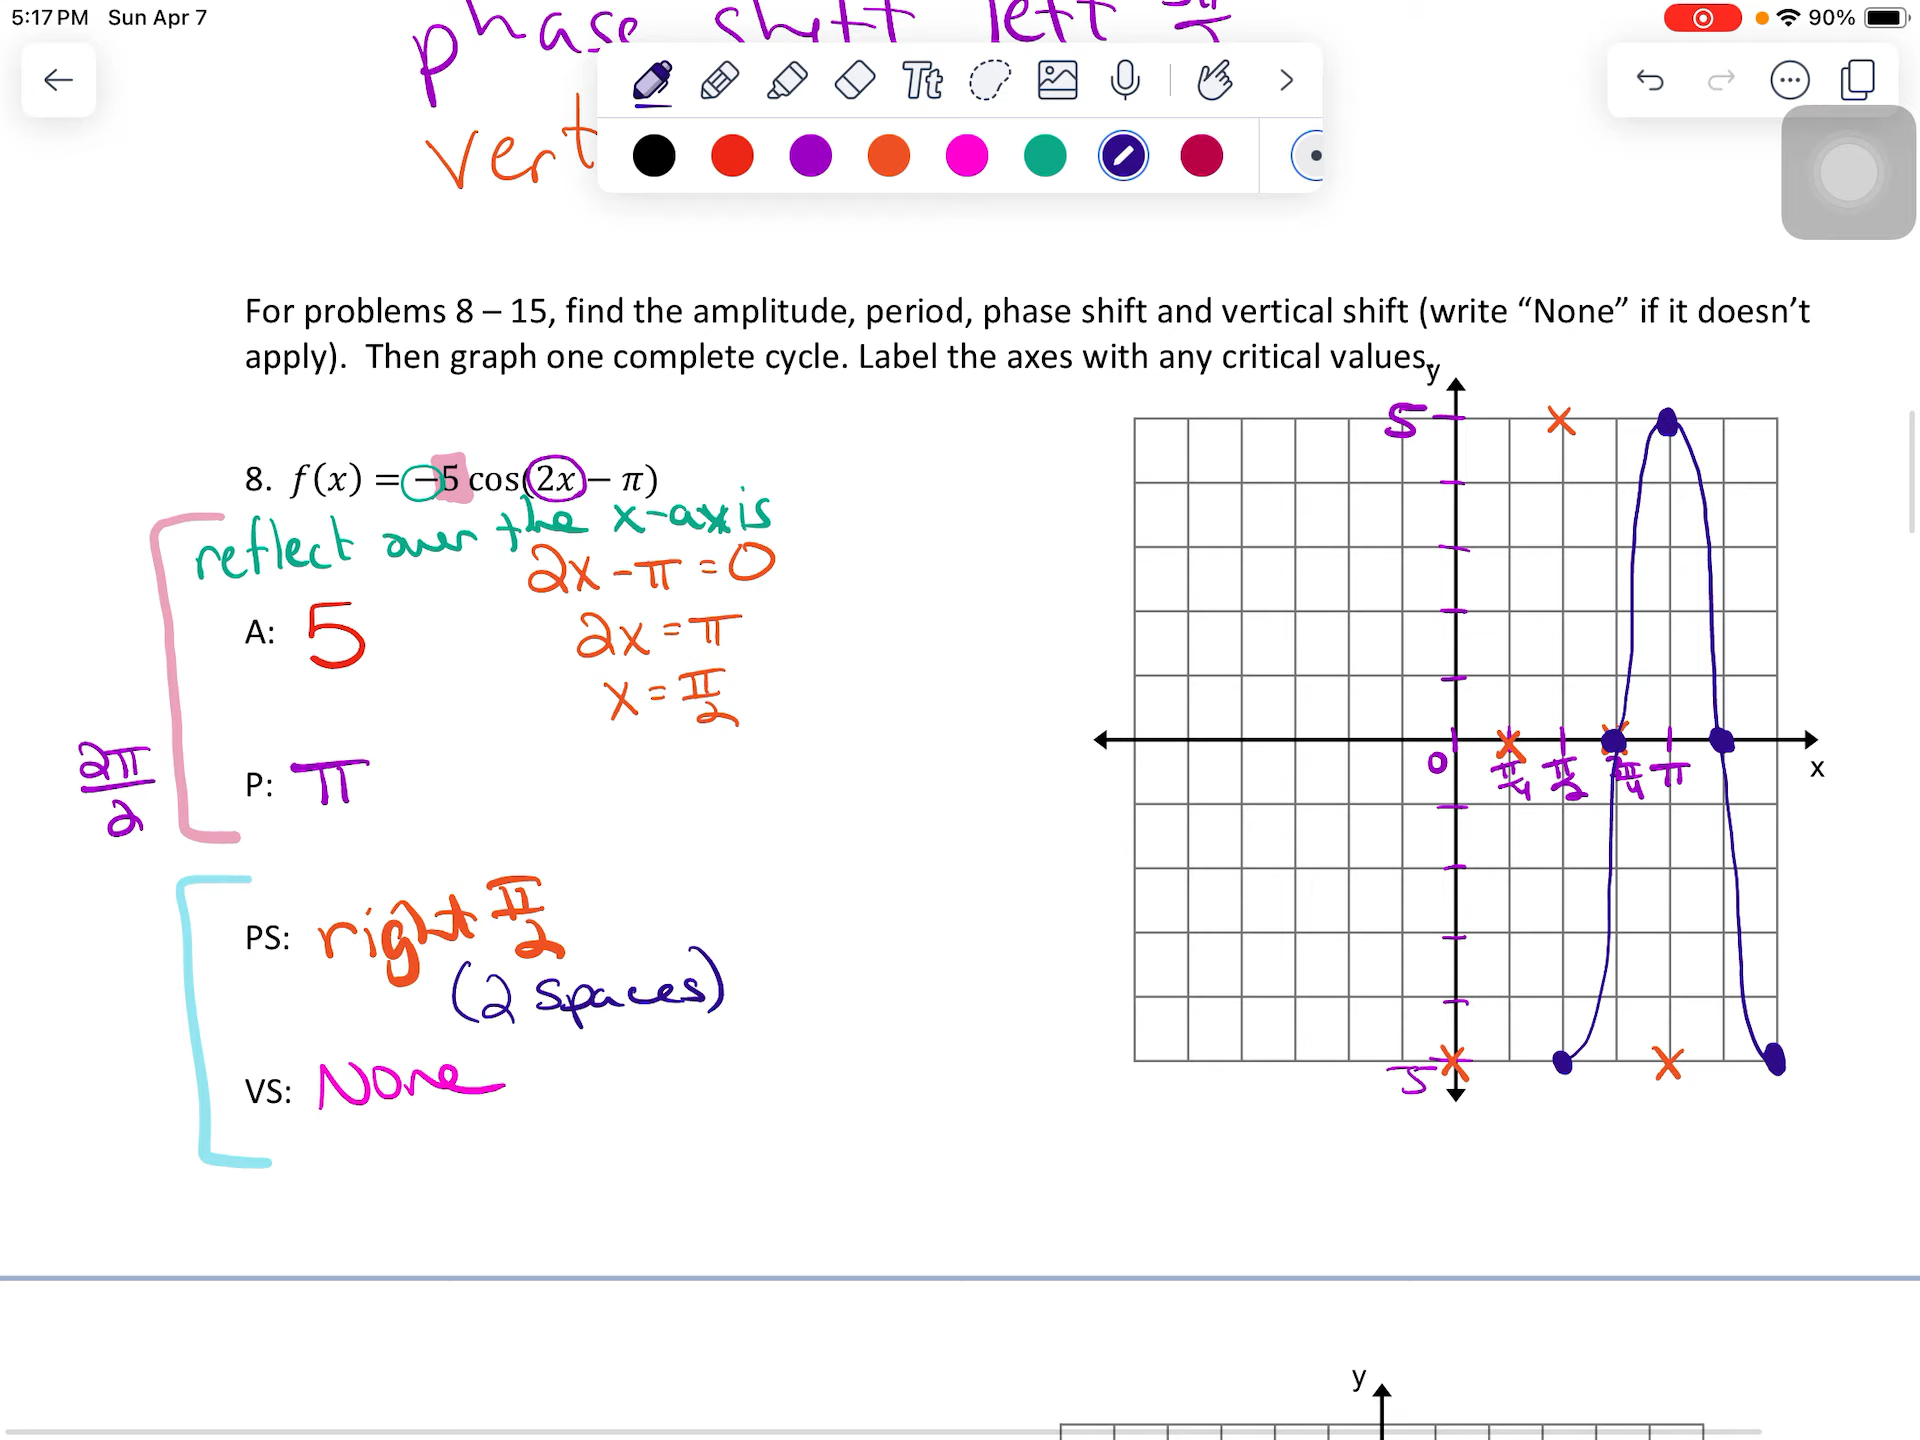 5:17 PM Sun Apr 7
90%
phase shift left
Tt
vert
For problems 8 – 15, find the amplitude, period, phase shift and vertical shift (write “None” if it doesn’t
apply). Then graph one complete cycle. Label the axes with any critical values.
8. f(x) = −5 cos(2x − π)
reflect over the x-axis
2x - π = 0
A: 5
2x = π
x = π/2
2π/2
P: π
PS: right π/2
(2 spaces)
VS: None
y
5
0 π/4 π/2 3π/4 π
x
5
y